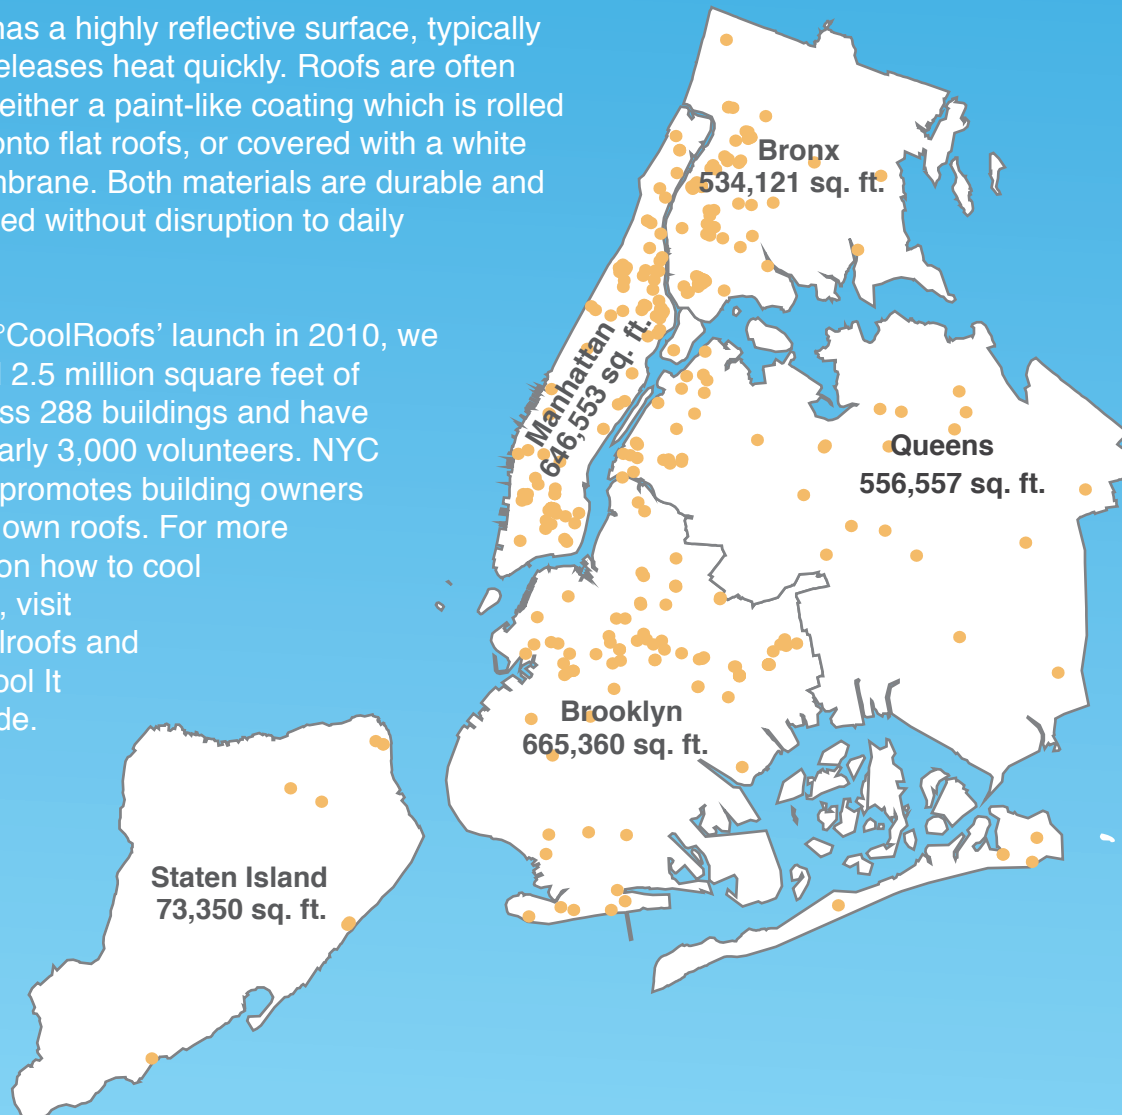 has a highly reflective surface, typically
eleases heat quickly. Roofs are often
either a paint-like coating which is rolled
onto flat roofs, or covered with a white
mbrane. Both materials are durable and
ed without disruption to daily
°CoolRoofs’ launch in 2010, we
2.5 million square feet of
ss 288 buildings and have
arly 3,000 volunteers. NYC
promotes building owners
own roofs. For more
on how to cool
, visit
lroofs and
ool It
de.
Bronx
534,121 sq. ft.
Manhattan
646,553 sq. ft.
Queens
556,557 sq. ft.
Brooklyn
665,360 sq. ft.
Staten Island
73,350 sq. ft.